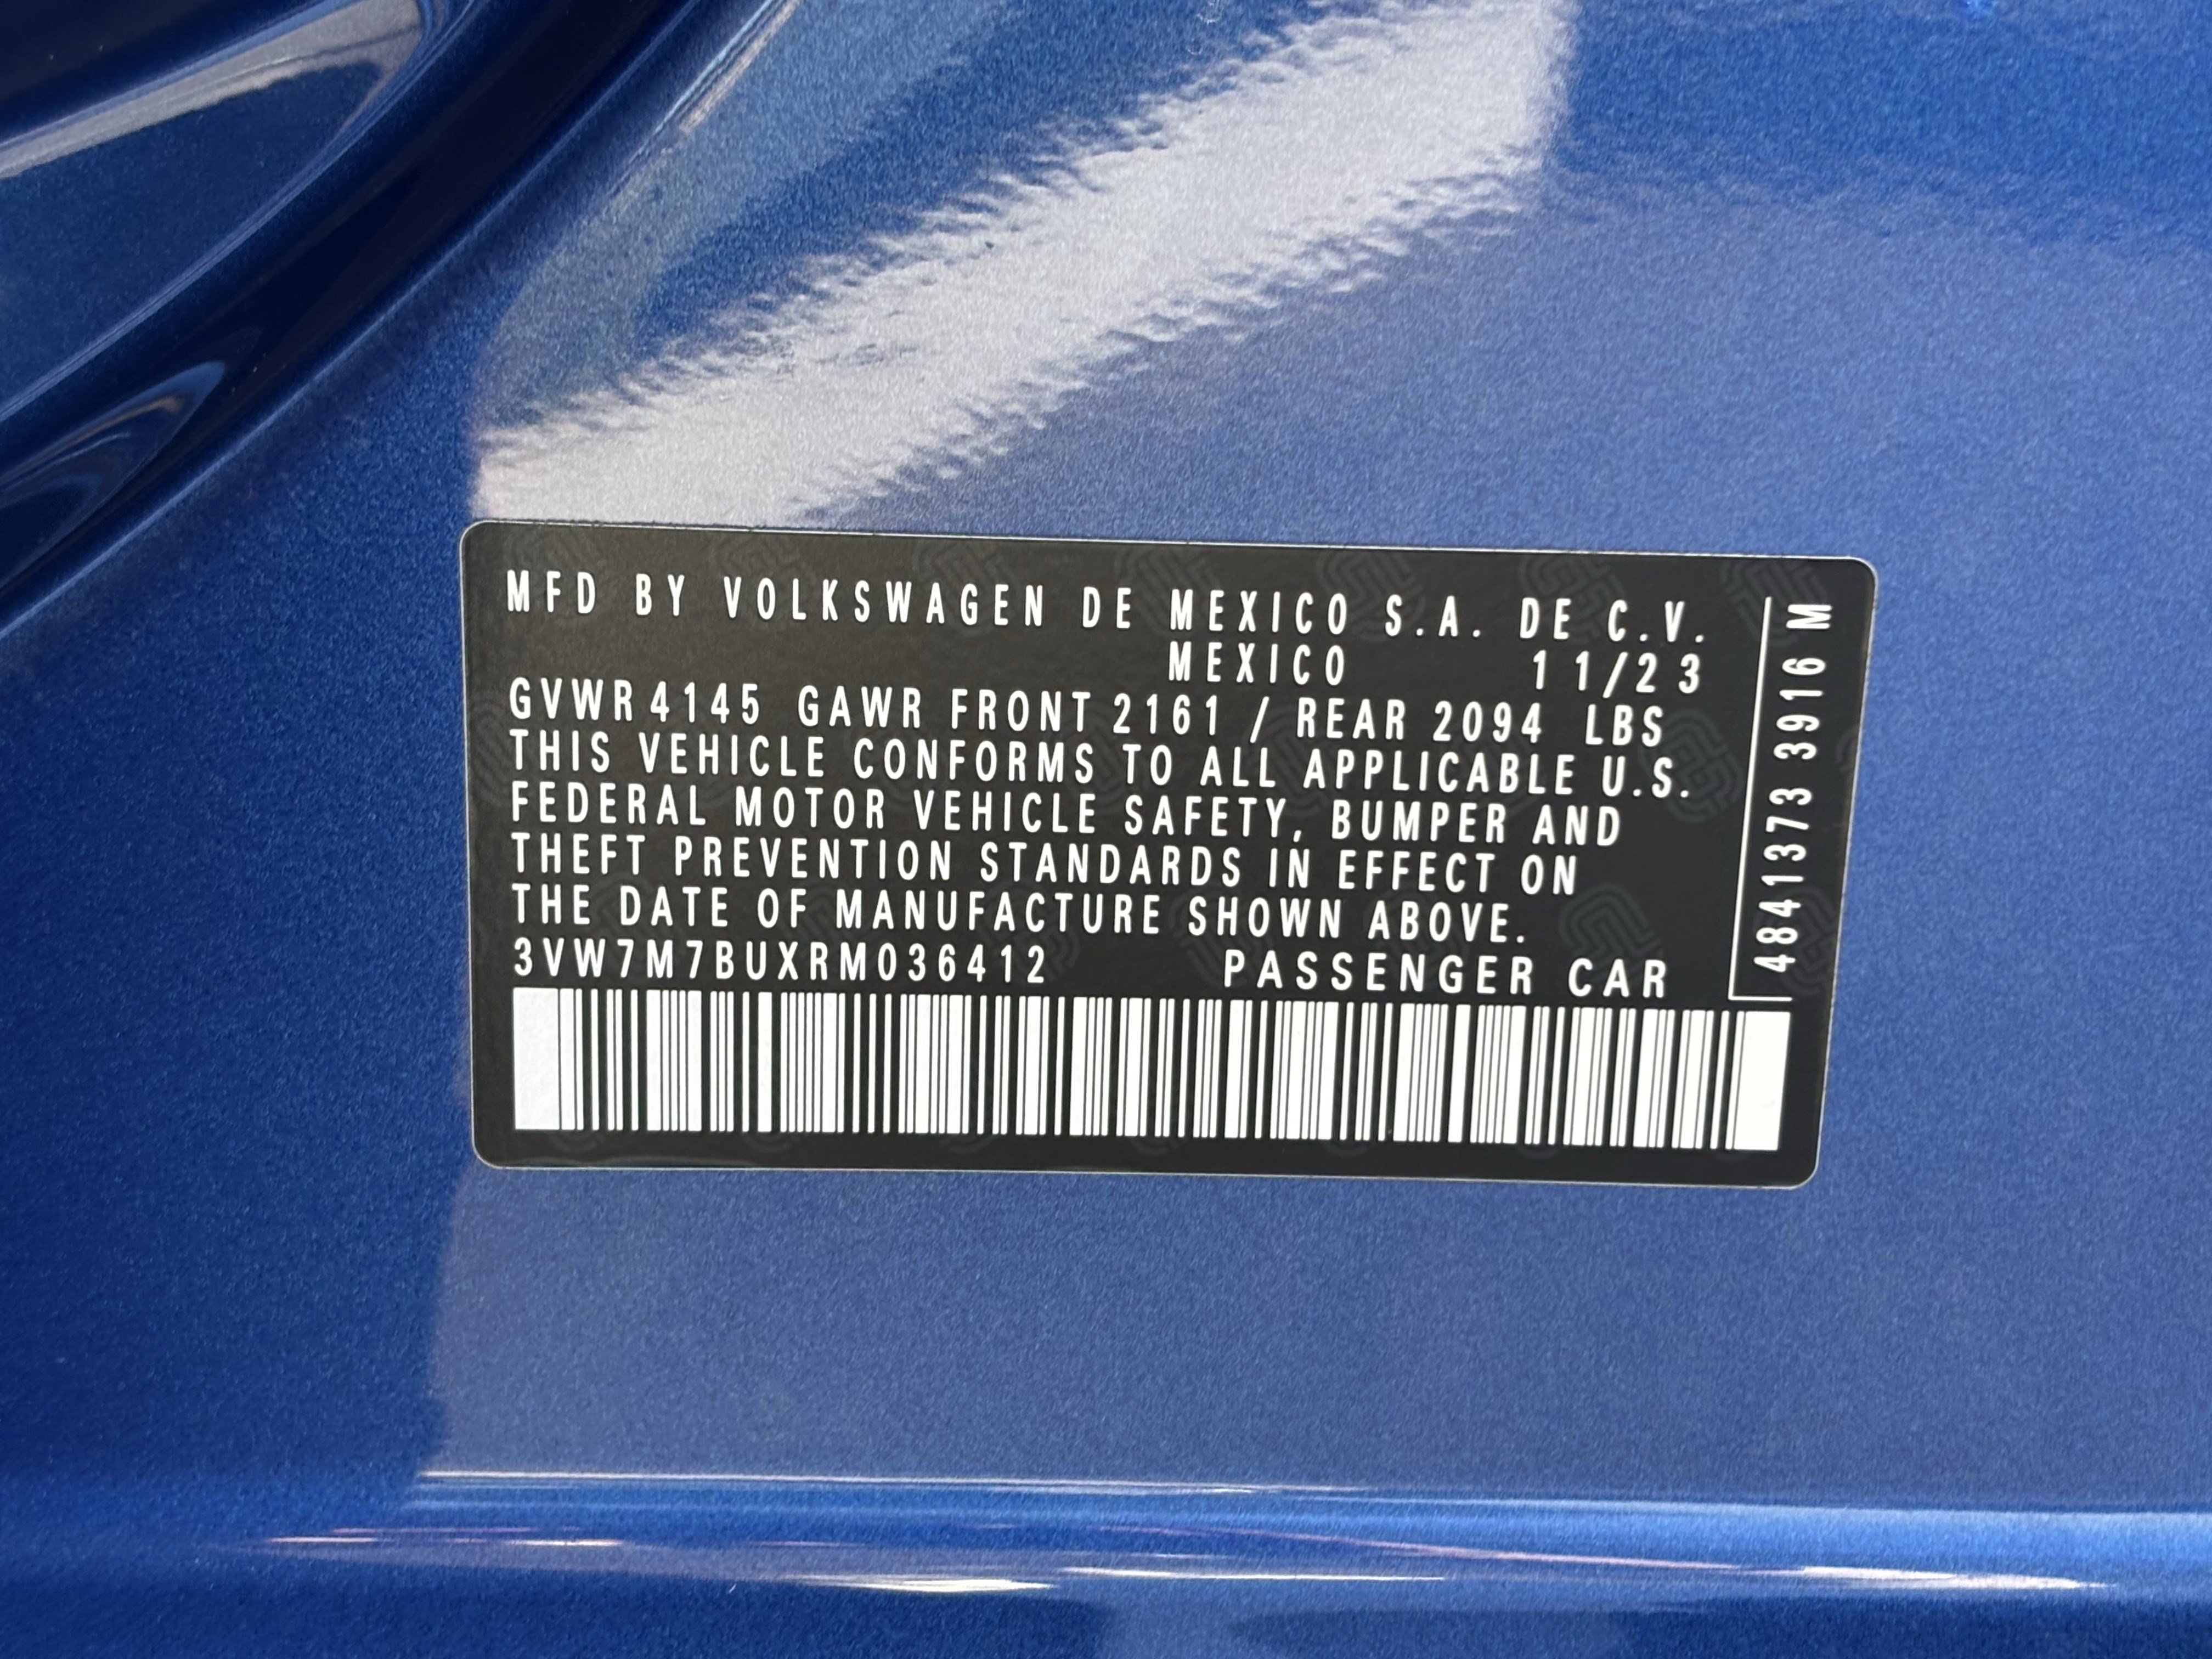 MFD BY VOLKSWAGEN DE MEXICO S.A. DE C.V.
MEXICO 11/23
GVWR 4145 GAWR FRONT 2161 / REAR 2094 LBS
THIS VEHICLE CONFORMS TO ALL APPLICABLE U.S.
FEDERAL MOTOR VEHICLE SAFETY, BUMPER AND
THEFT PREVENTION STANDARDS IN EFFECT ON
THE DATE OF MANUFACTURE SHOWN ABOVE.
3VW7M7BUXRM036412 PASSENGER CAR
4841373 3916 M